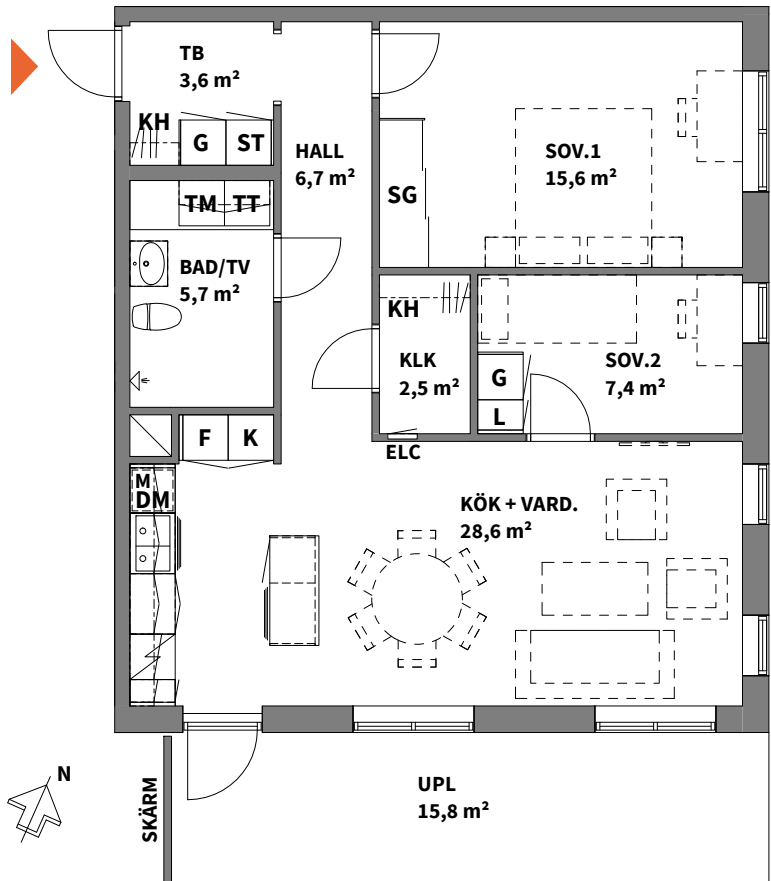 TB
3,6 m²
KH
G
ST
HALL
6,7 m²
SOV.1
15,6 m²
SG
TM
TT
BAD/TV
5,7 m²
KH
KLK
2,5 m²
SOV.2
7,4 m²
G
L
F
K
ELC
M
DM
KÖK + VARD.
28,6 m²
N
SKÄRM
UPL
15,8 m²